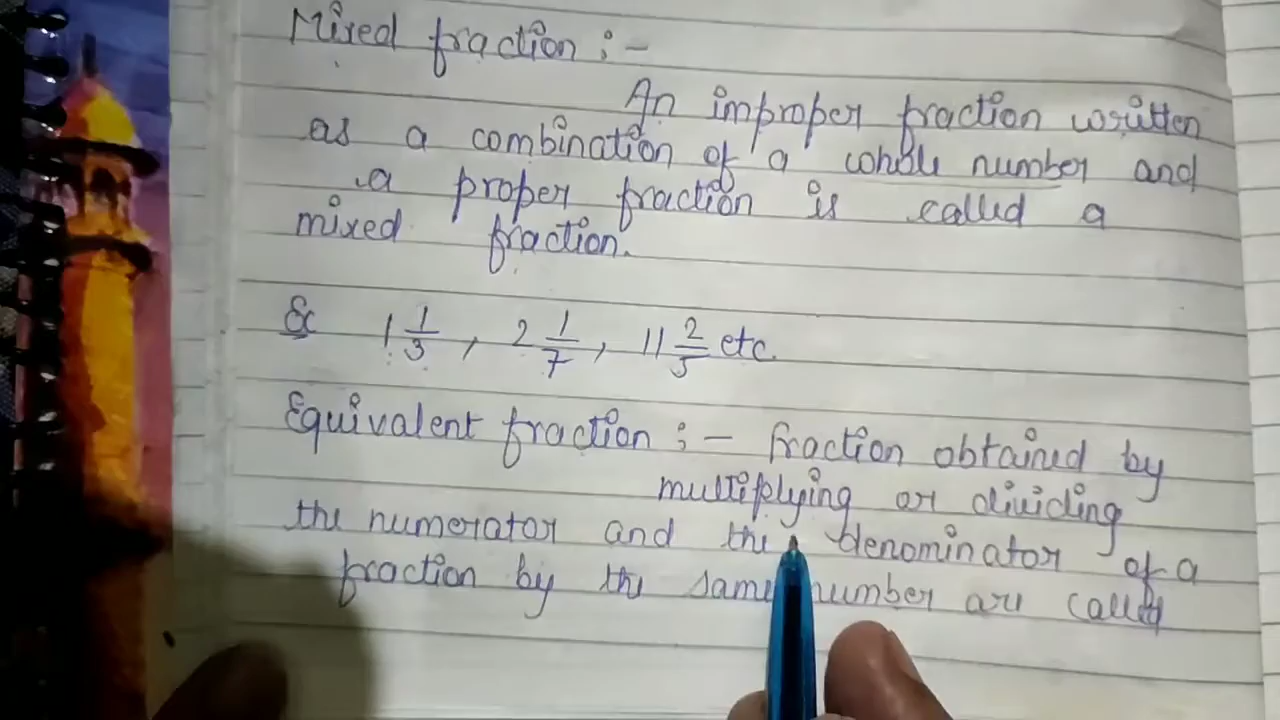 Mixed fraction :-
An improper fraction written
as a combination of a whole number and
a proper fraction is called a
mixed fraction.
Ex 1 1/3 , 2 1/7 , 11 2/5 etc.
Equivalent fraction :- fraction obtained by
multiplying or dividing
the numerator and the denominator of a
fraction by the same number are called